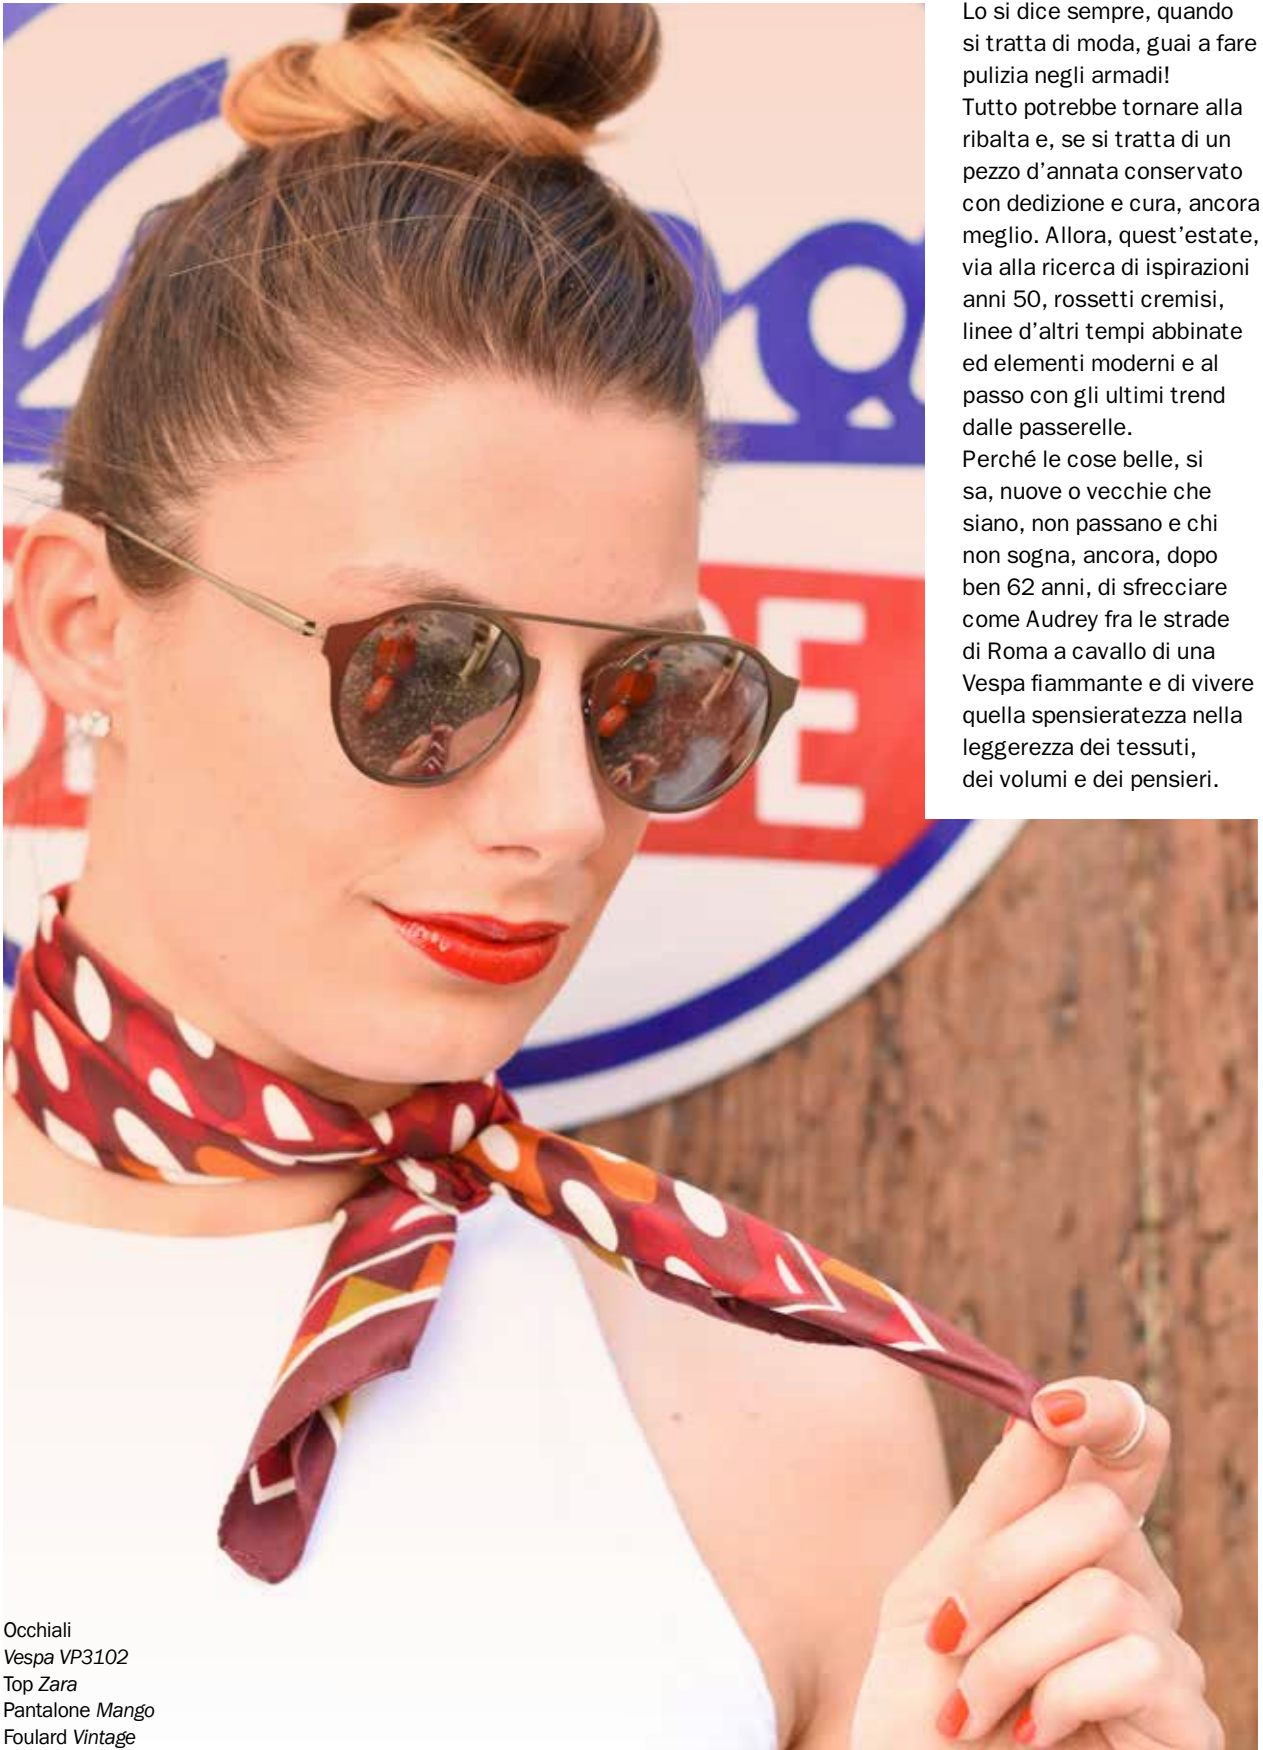 Lo si dice sempre, quando
si tratta di moda, guai a fare
pulizia negli armadi!
Tutto potrebbe tornare alla
ribalta e, se si tratta di un
pezzo d’annata conservato
con dedizione e cura, ancora
meglio. Allora, quest’estate,
via alla ricerca di ispirazioni
anni 50, rossetti cremisi,
linee d’altri tempi abbinate
ed elementi moderni e al
passo con gli ultimi trend
dalle passerelle.
Perché le cose belle, si
sa, nuove o vecchie che
siano, non passano e chi
non sogna, ancora, dopo
ben 62 anni, di sfrecciare
come Audrey fra le strade
di Roma a cavallo di una
Vespa fiammante e di vivere
quella spensieratezza nella
leggerezza dei tessuti,
dei volumi e dei pensieri.
Occhiali
Vespa VP3102
Top Zara
Pantalone Mango
Foulard Vintage